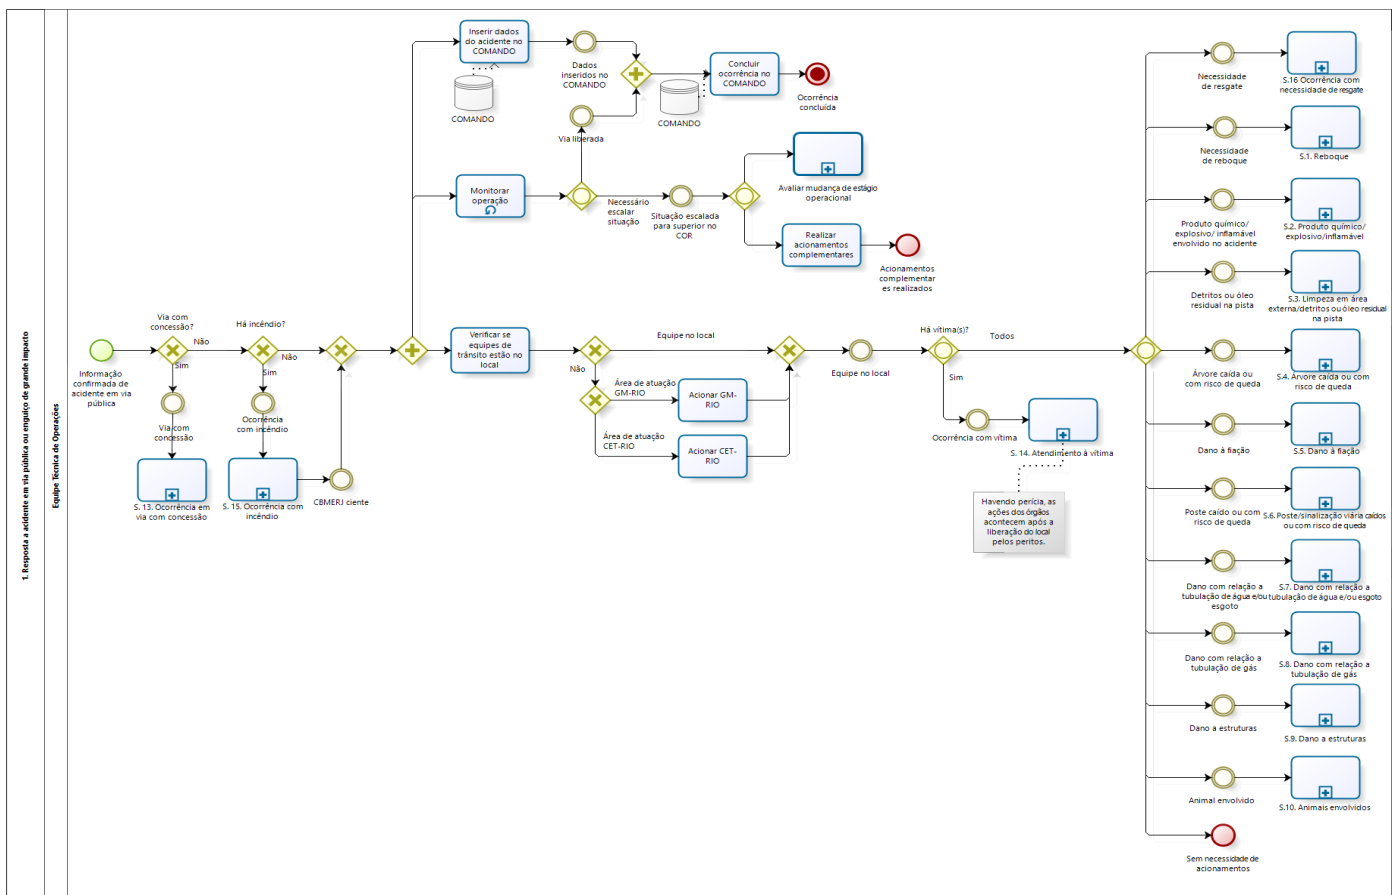 1. Resposta a acidente em via pública ou enguiço de grande impacto
Equipe Técnica de Operações
Informação
confirmada de
acidente em via
pública
Via com
concessão?
Não
Sim
Via com
concessão
S. 13. Ocorrência em
via com concessão
Há incêndio?
Não
Sim
Ocorrência
com incêndio
S. 15. Ocorrência com
incêndio
CBMERJ ciente
Inserir dados
do acidente no
COMANDO
COMANDO
Dados
inseridos no
COMANDO
Via liberada
COMANDO
Concluir
ocorrência no
COMANDO
Ocorrência
concluída
Monitorar
operação
Necessário
escalar
situação
Situação escalada
para superior no
COR
Avaliar mudança de estágio
operacional
Realizar
acionamentos
complementares
Acionamentos
complementar
es realizados
Verificar se
equipes de
trânsito estão no
local
Equipe no local
Não
Área de atuação
GM-RIO
Acionar GM-
RIO
Área de atuação
CET-RIO
Acionar CET-
RIO
Equipe no local
Há vítima(s)?
Todos
Sim
Ocorrência com vítima
S. 14. Atendimento à vítima
Havendo perícia, as
ações dos órgãos
acontecem após a
liberação do local
pelos peritos.
Necessidade
de resgate
S.16 Ocorrência com
necessidade de resgate
Necessidade
de reboque
S.1. Reboque
Produto químico/
explosivo/ inflamável
envolvido no acidente
S.2. Produto químico/
explosivo/inflamável
Detritos ou óleo
residual na pista
S.3. Limpeza em área
externa/detritos ou óleo residual
na pista
Árvore caída ou
com risco de queda
S.4. Árvore caída ou com
risco de queda
Dano à fiação
S.5. Dano à fiação
Poste caído ou com
risco de queda
S.6. Poste/sinalização viária caídos
ou com risco de queda
Dano com relação a
tubulação de água e/ou
esgoto
S.7. Dano com relação a
tubulação de água e/ou esgoto
Dano com relação a
tubulação de gás
S.8. Dano com relação a
tubulação de gás
Dano a estruturas
S.9. Dano a estruturas
Animal envolvido
S.10. Animais envolvidos
Sem necessidade de
acionamentos